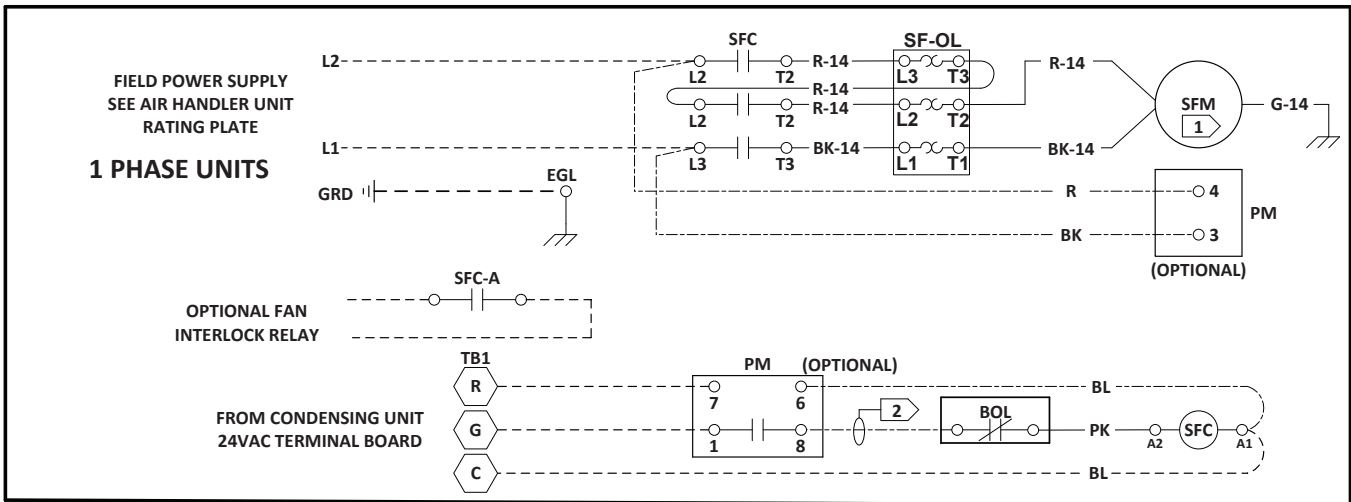 SFC
SF-OL
L2
L2
T2
R-14
L3
T3
R-14
FIELD POWER SUPPLY
SEE AIR HANDLER UNIT
RATING PLATE
R-14
L2
T2
R-14
L2
T2
SFM
1
G-14
1 PHASE UNITS
L1
L3
T3
BK-14
L1
T1
BK-14
GRD
EGL
R
4
PM
BK
3
(OPTIONAL)
SFC-A
OPTIONAL FAN
INTERLOCK RELAY
TB1
PM
(OPTIONAL)
R
7
6
BL
FROM CONDENSING UNIT
24VAC TERMINAL BOARD
G
1
8
2
BOL
PK
A2
SFC
A1
C
BL